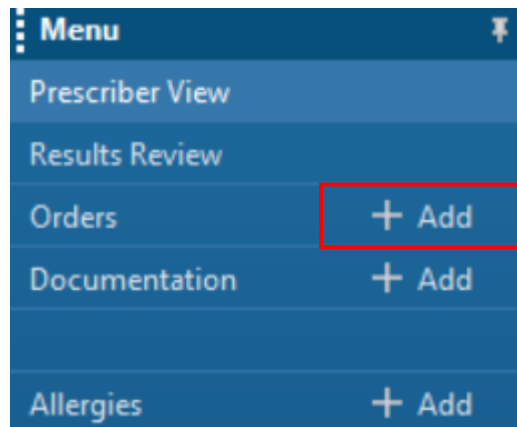 Menu
Prescriber View
Results Review
Orders + Add
Documentation + Add
Allergies + Add